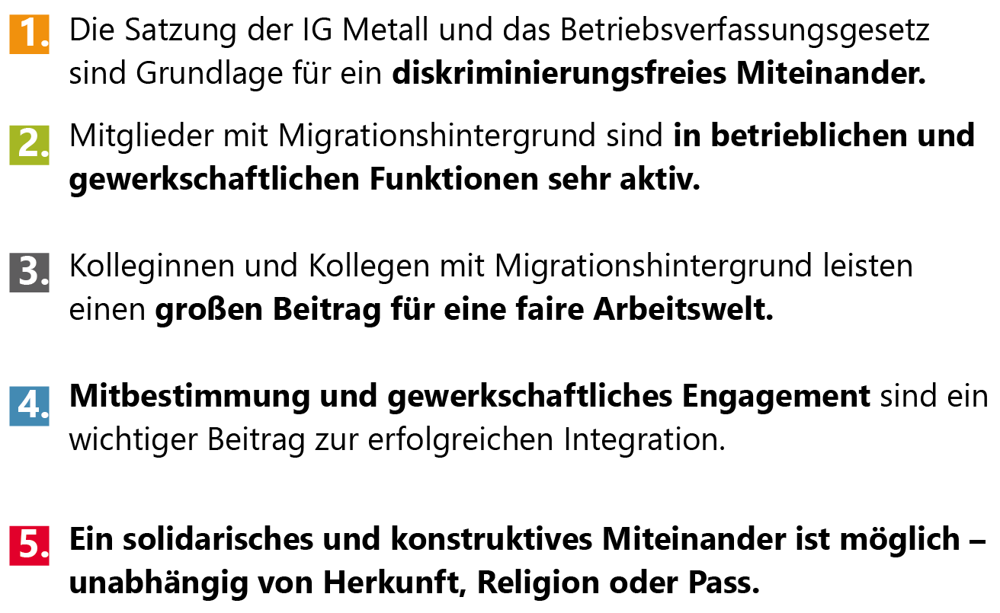 1. Die Satzung der IG Metall und das Betriebsverfassungsgesetz
sind Grundlage für ein diskriminierungsfreies Miteinander.
2. Mitglieder mit Migrationshintergrund sind in betrieblichen und
gewerkschaftlichen Funktionen sehr aktiv.
3. Kolleginnen und Kollegen mit Migrationshintergrund leisten
einen großen Beitrag für eine faire Arbeitswelt.
4. Mitbestimmung und gewerkschaftliches Engagement sind ein
wichtiger Beitrag zur erfolgreichen Integration.
5. Ein solidarisches und konstruktives Miteinander ist möglich –
unabhängig von Herkunft, Religion oder Pass.